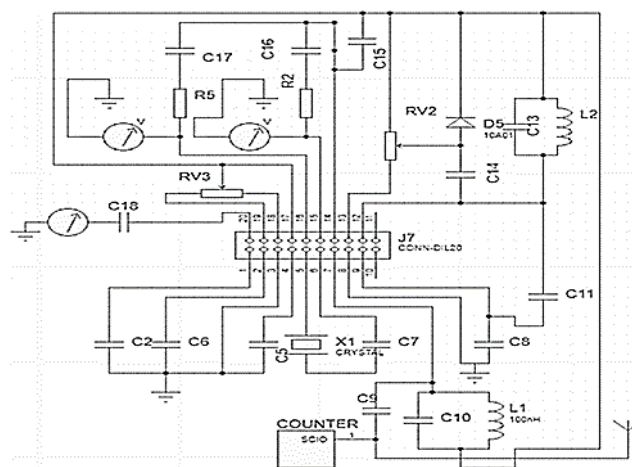 C17
C16
C15
R5
R2
V
V
RV2
D5
10A01
C13
L2
C14
RV3
C18
20
19
18
17
16
15
14
13
12
11
J7
CONN-DIL20
1
2
3
4
5
6
7
8
9
10
C11
C2
C6
C5
X1
CRYSTAL
C7
C8
C9
C10
L1
100nH
COUNTER
SCIO
1